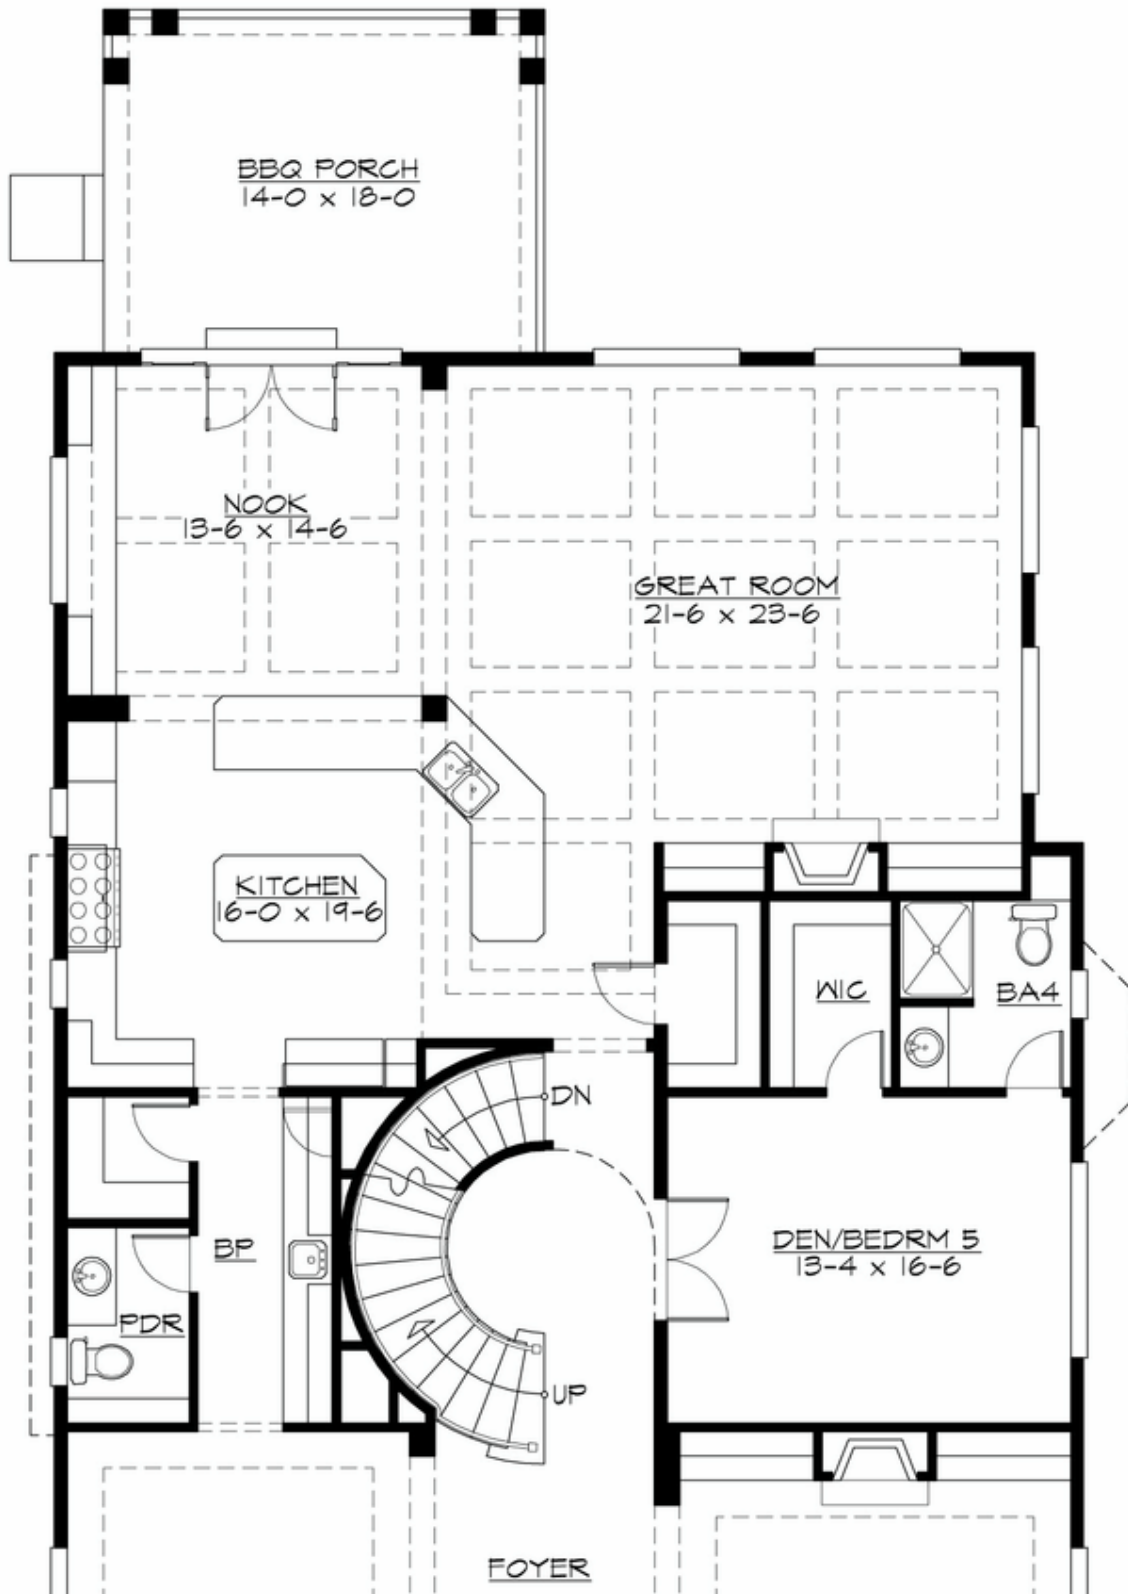 BBQ PORCH
14-0 x 18-0
NOOK
13-6 x 14-6
GREAT ROOM
21-6 x 23-6
KITCHEN
16-0 x 19-6
WIC
BA4
DN
BP
DEN/BEDRM 5
13-4 x 16-6
PDR
UP
FOYER